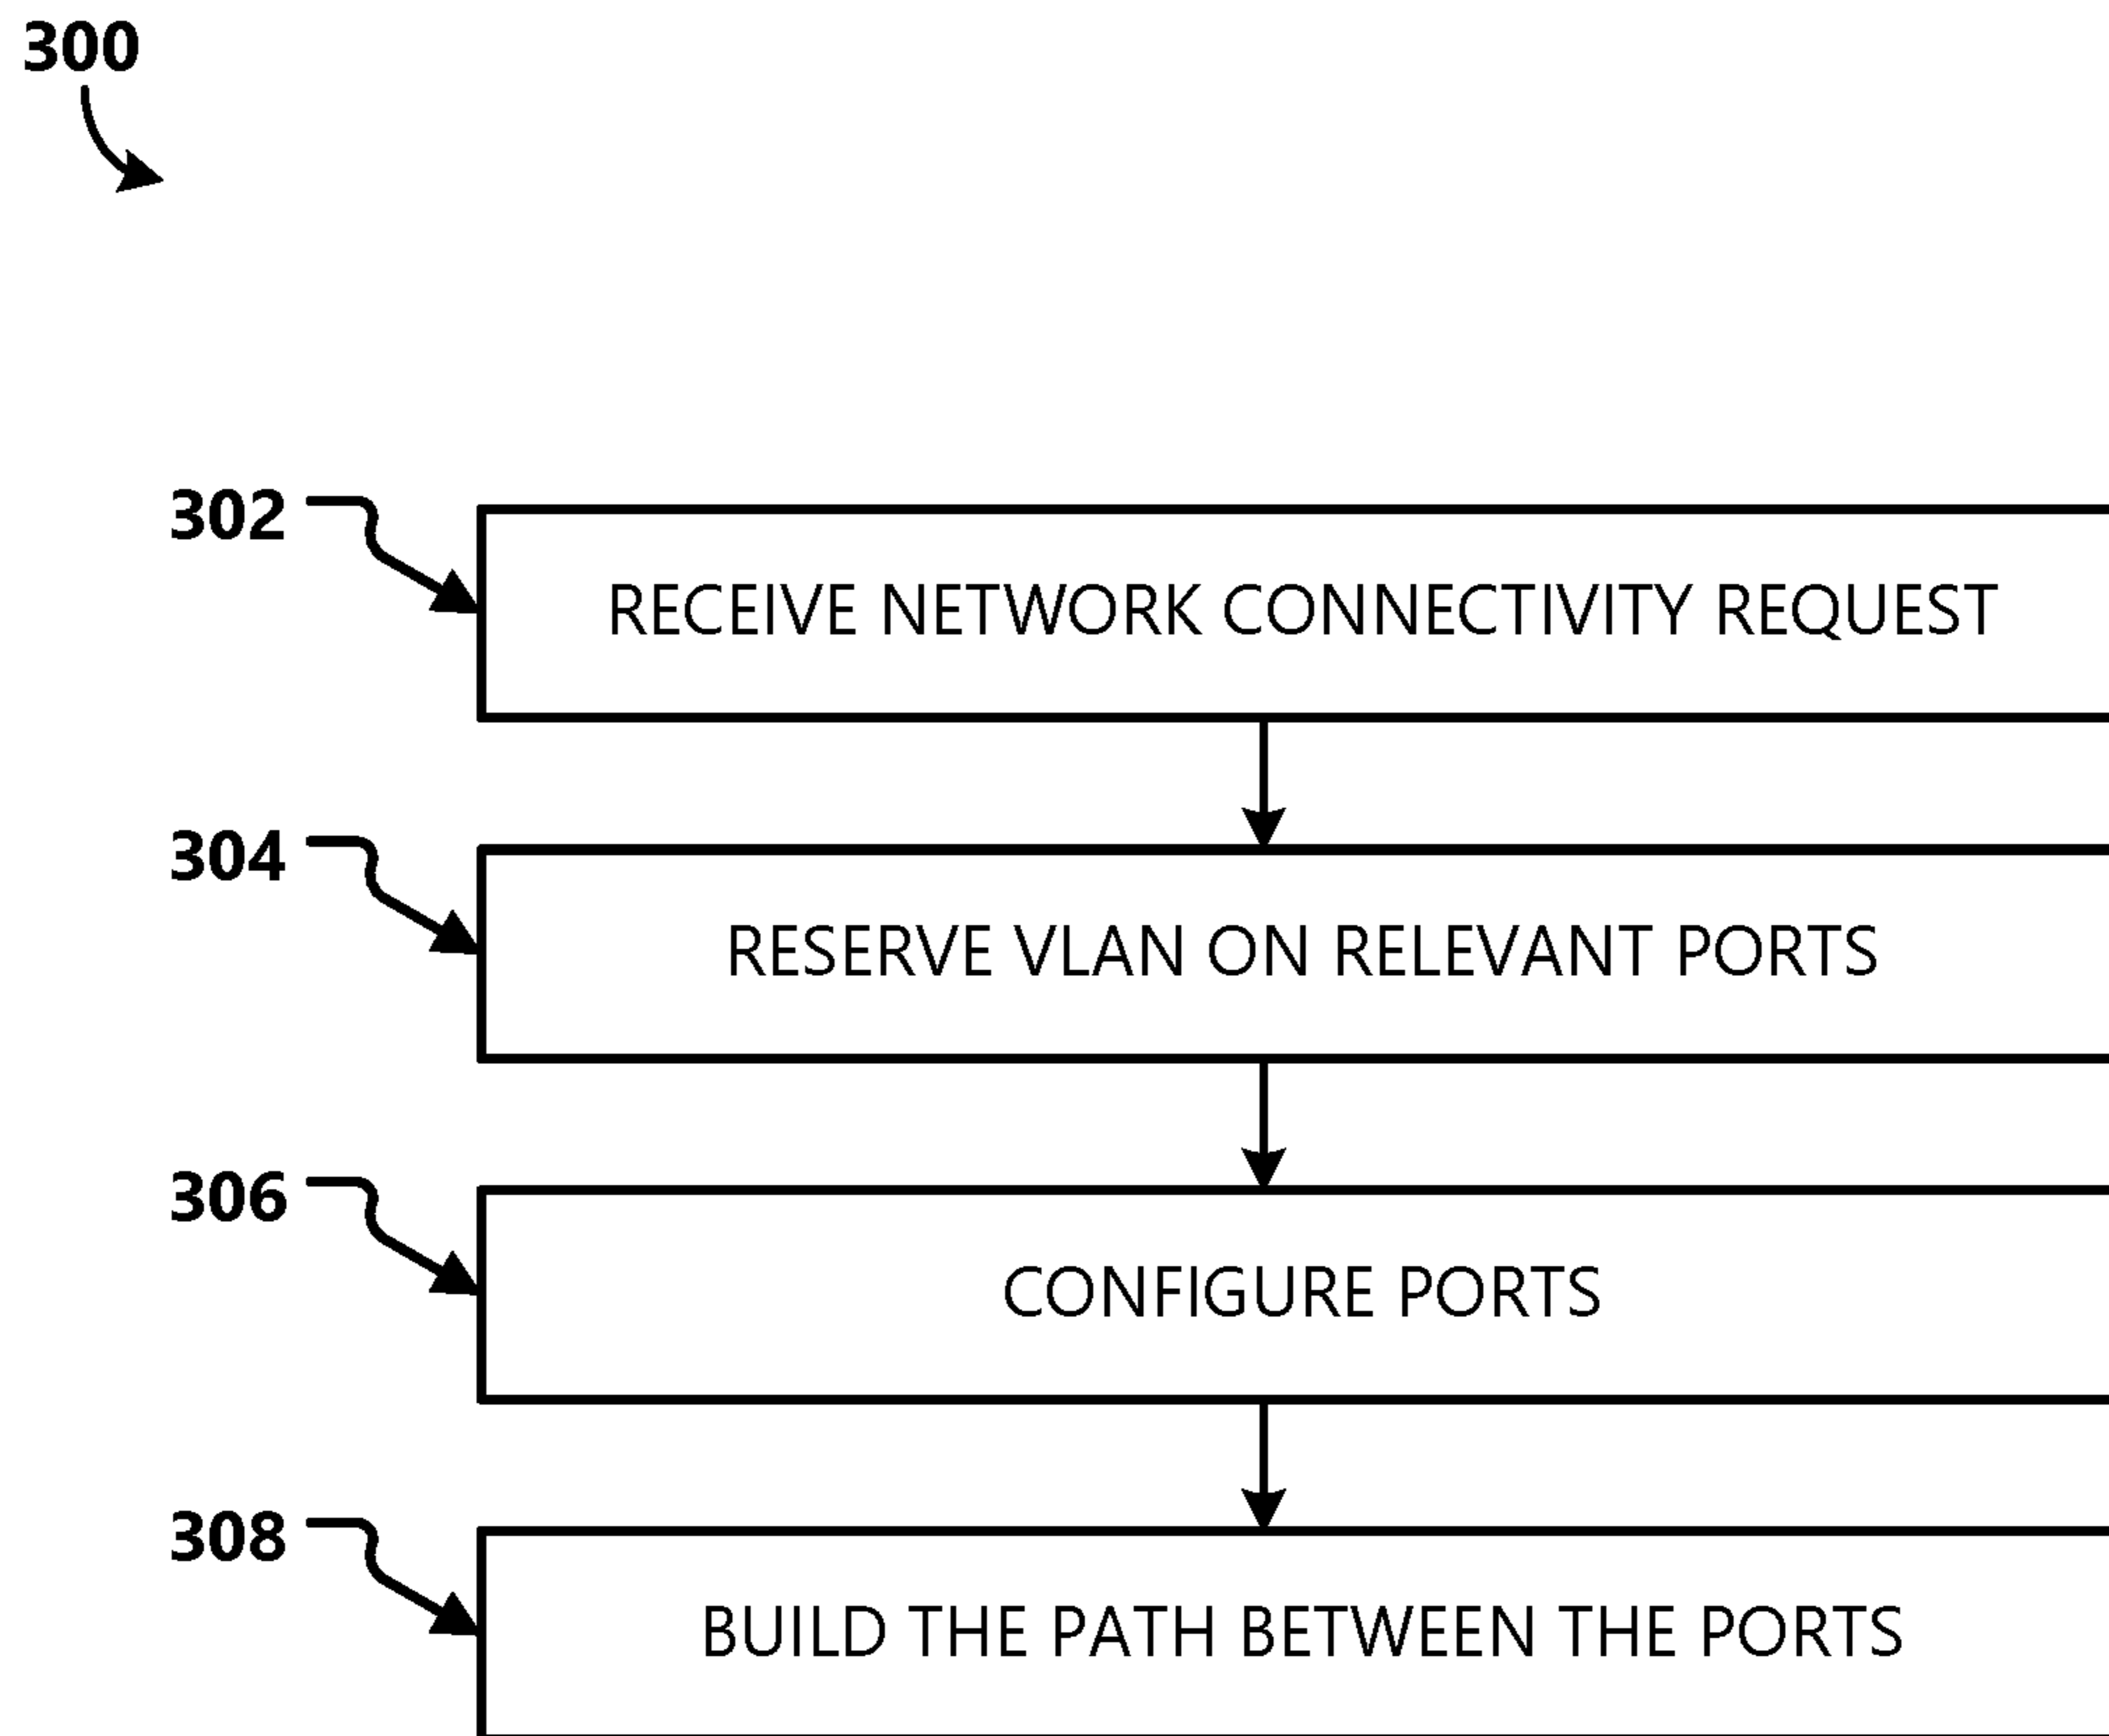 300
302
RECEIVE NETWORK CONNECTIVITY REQUEST
304
RESERVE VLAN ON RELEVANT PORTS
306
CONFIGURE PORTS
308
BUILD THE PATH BETWEEN THE PORTS